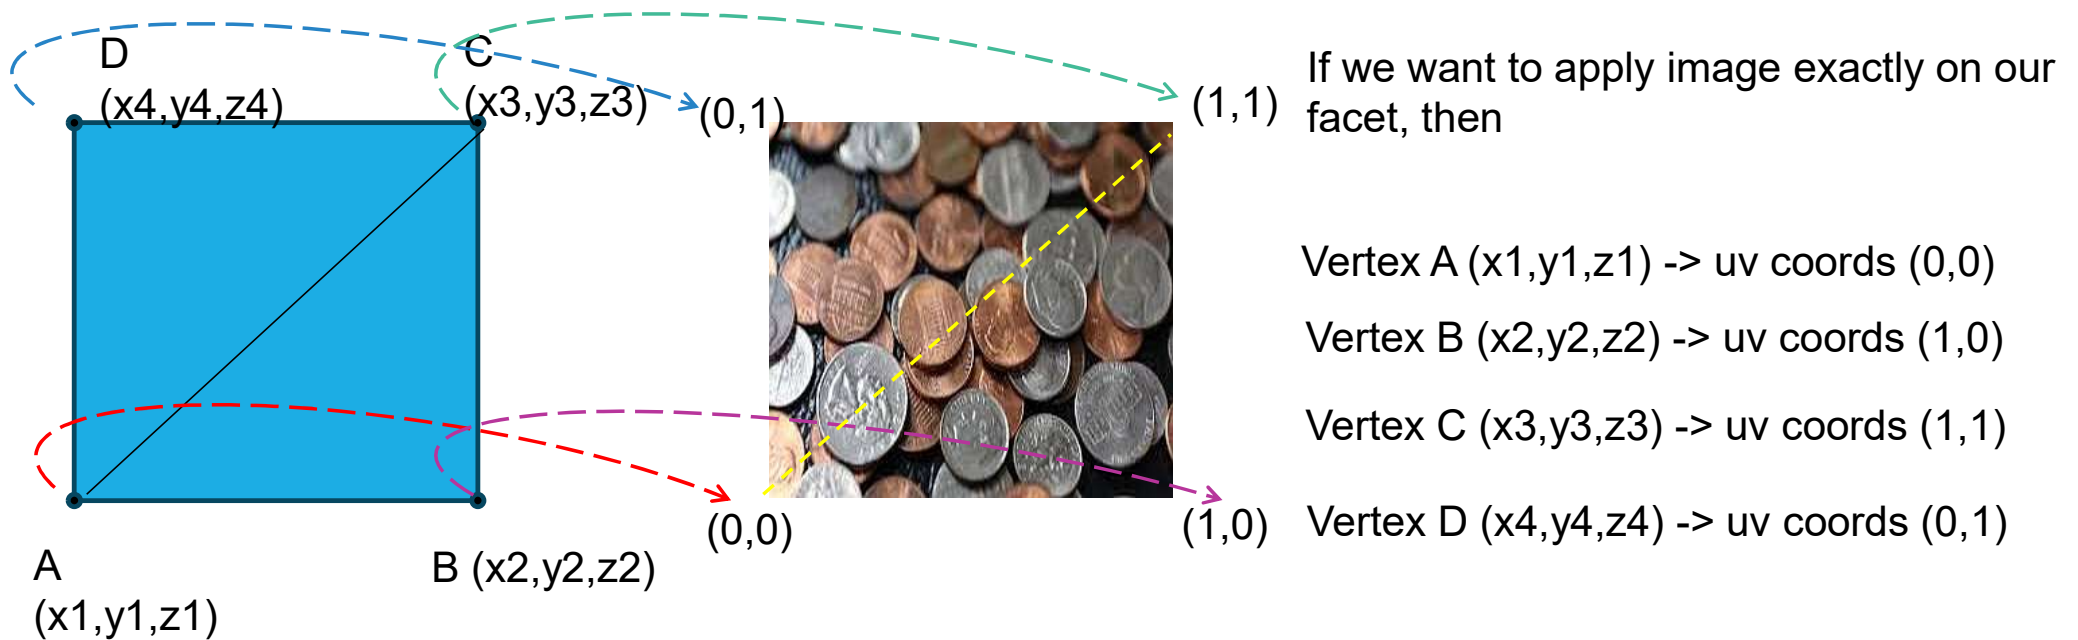 D
(x4,y4,z4)
C
(x3,y3,z3)
(0,1)
(1,1)
(0,0)
(1,0)
A
(x1,y1,z1)
B (x2,y2,z2)
If we want to apply image exactly on our
facet, then
Vertex A (x1,y1,z1) -> uv coords (0,0)
Vertex B (x2,y2,z2) -> uv coords (1,0)
Vertex C (x3,y3,z3) -> uv coords (1,1)
Vertex D (x4,y4,z4) -> uv coords (0,1)